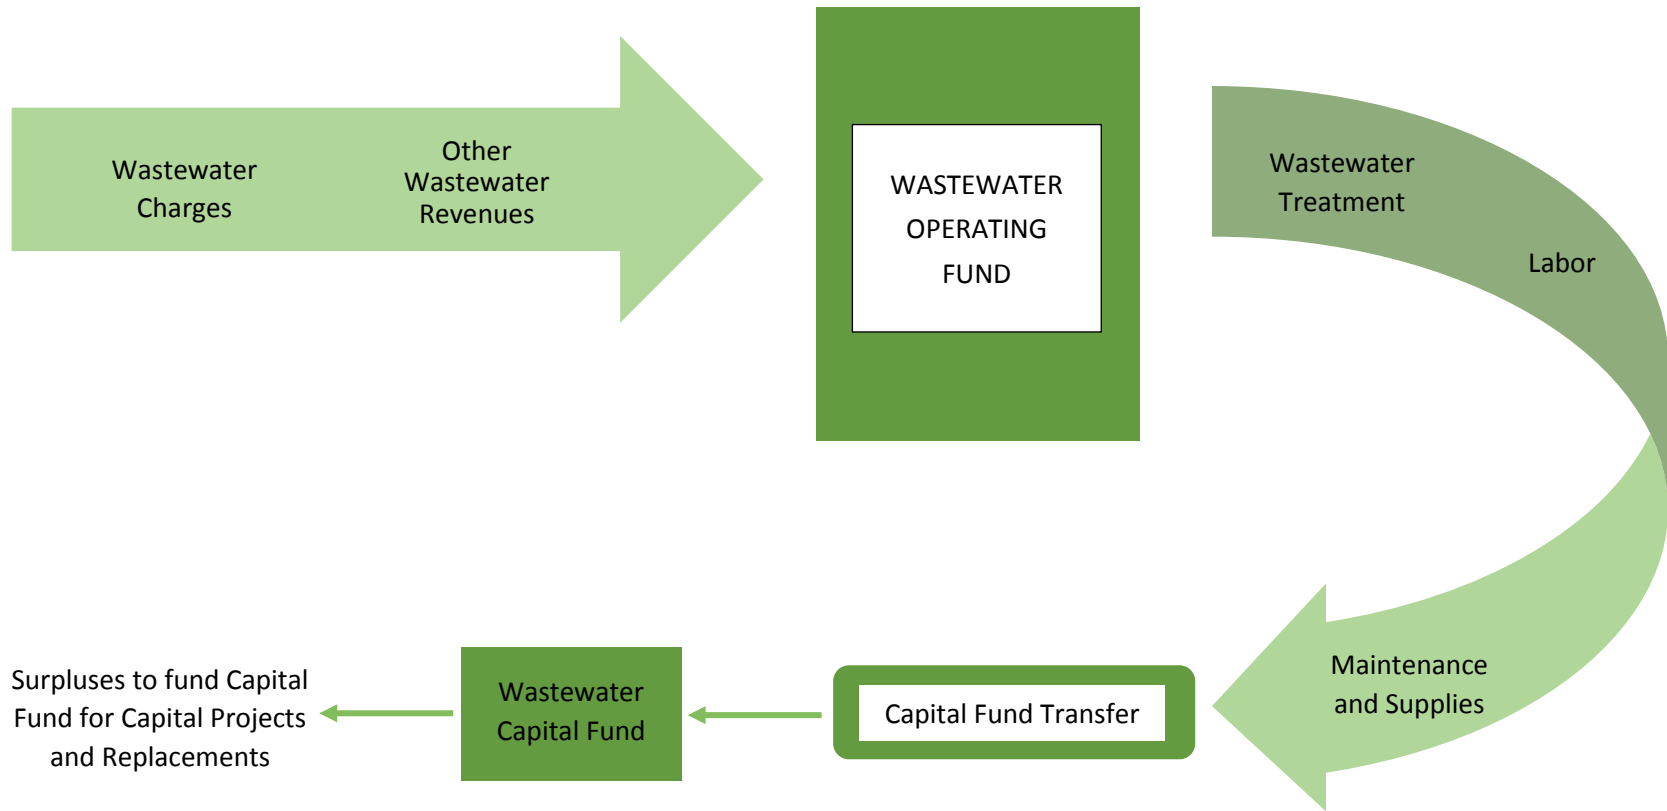 Wastewater
Charges
Other
Wastewater
Revenues
WASTEWATER
OPERATING
FUND
Wastewater
Treatment
Labor
Maintenance
and Supplies
Capital Fund Transfer
Wastewater
Capital Fund
Surpluses to fund Capital
Fund for Capital Projects
and Replacements